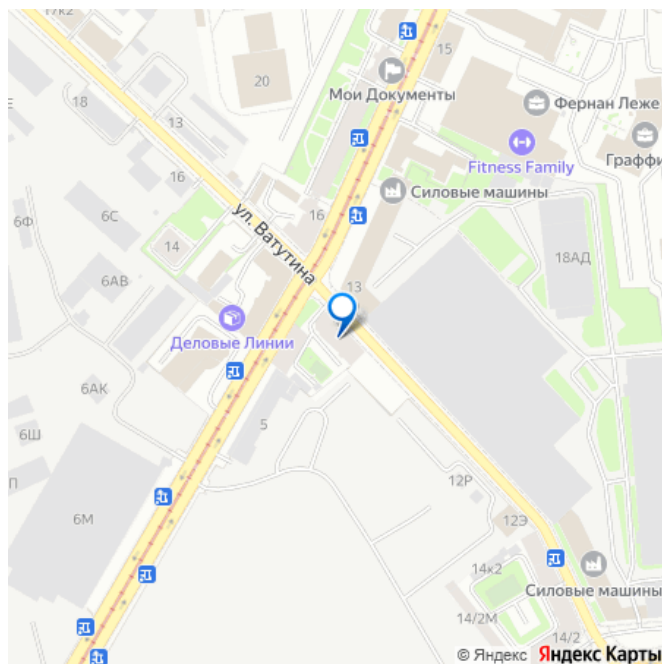 17к2
15
20
Мои Документы
18
Фернан Леже
13
Fitness Family
Граффи
16
Силовые машины
6С
6Ф
16
ул. Ватутина
14
18АД
6АВ
13
Деловые Линии
6АК
5
6Ш
П
12Р
6М
12Э
14к2
Силовые машины
14/2М
14/2
© Яндекс Яндекс Карты